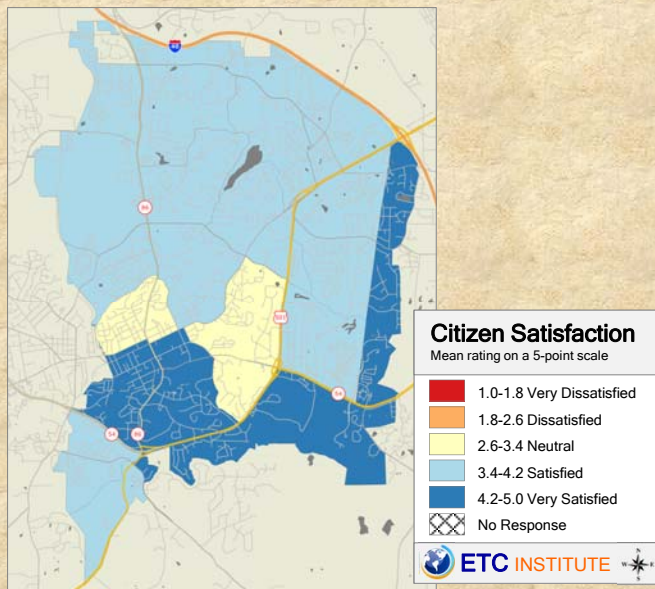 40
86
501
54
54
86
Citizen Satisfaction
Mean rating on a 5-point scale
1.0-1.8 Very Dissatisfied
1.8-2.6 Dissatisfied
2.6-3.4 Neutral
3.4-4.2 Satisfied
4.2-5.0 Very Satisfied
No Response
ETC INSTITUTE
N
W E
S